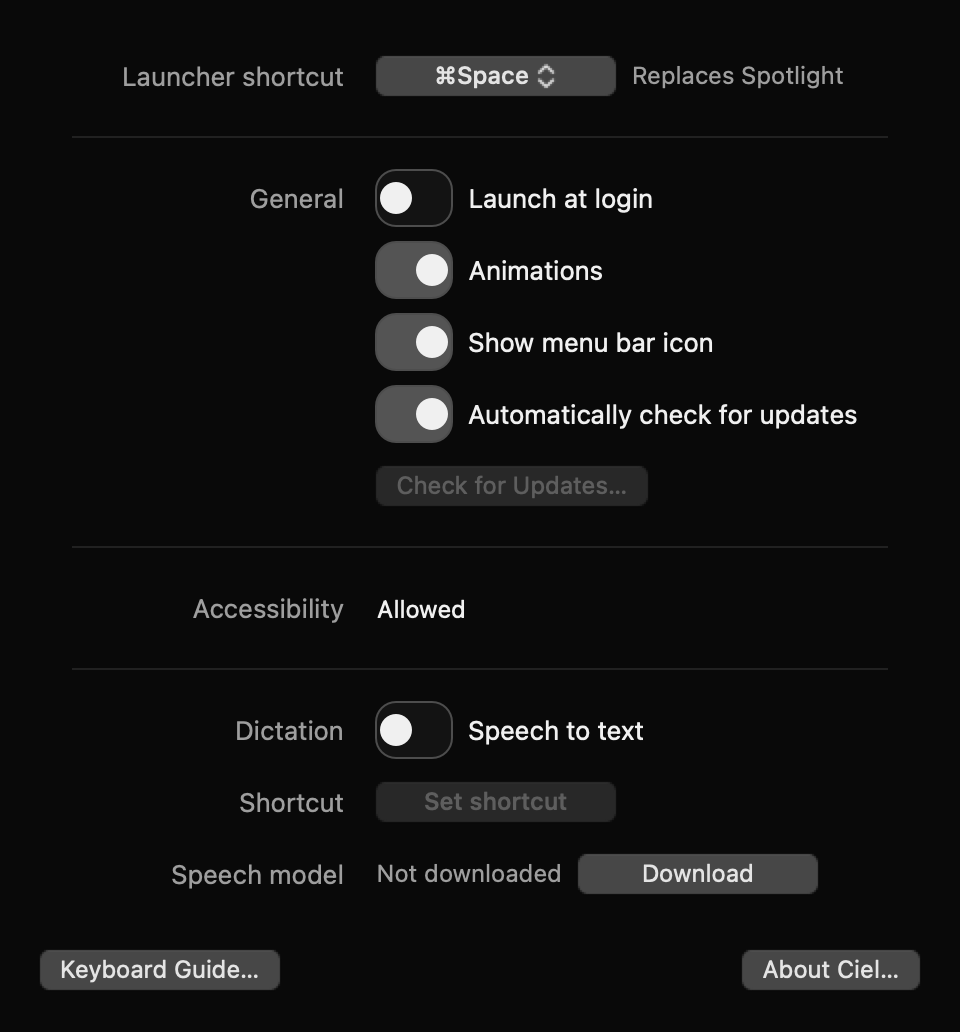 Launcher shortcut ⌘Space Replaces Spotlight
General Launch at login
Animations
Show menu bar icon
Automatically check for updates
Check for Updates...
Accessibility Allowed
Dictation Speech to text
Shortcut Set shortcut
Speech model Not downloaded Download
Keyboard Guide... About Ciel...